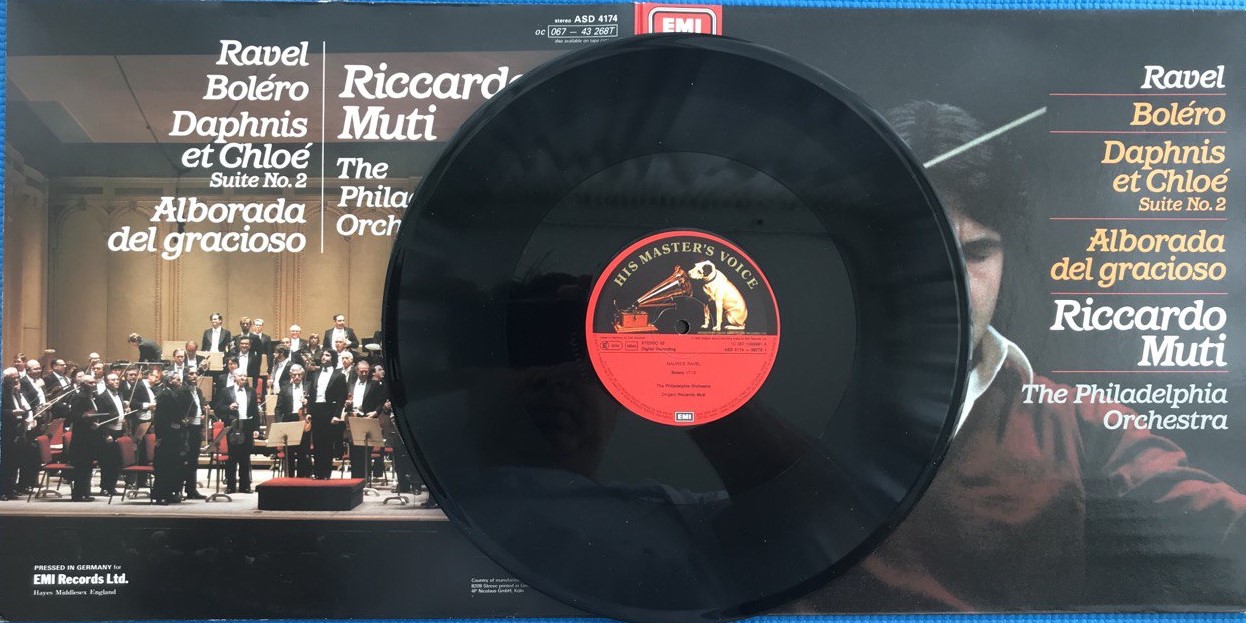 stereo ASD 4174
OC 067 - 43 268T
Ravel
Boléro
Daphnis
et Chloé
Suite No. 2
Alborada
del gracioso
Riccardo
Muti
The
Orch
PRESSED IN GERMANY for
EMI Records Ltd.
Hayes Middlesex England
EMI
HIS MASTER'S VOICE
STEREO
Digital Recording
MAURICE RAVEL
The Philadelphia Orchestra
Riccardo Muti
EMI
Ravel
Boléro
Daphnis
et Chloé
Suite No. 2
Alborada
del gracioso
Riccardo
Muti
The Philadelphia
Orchestra